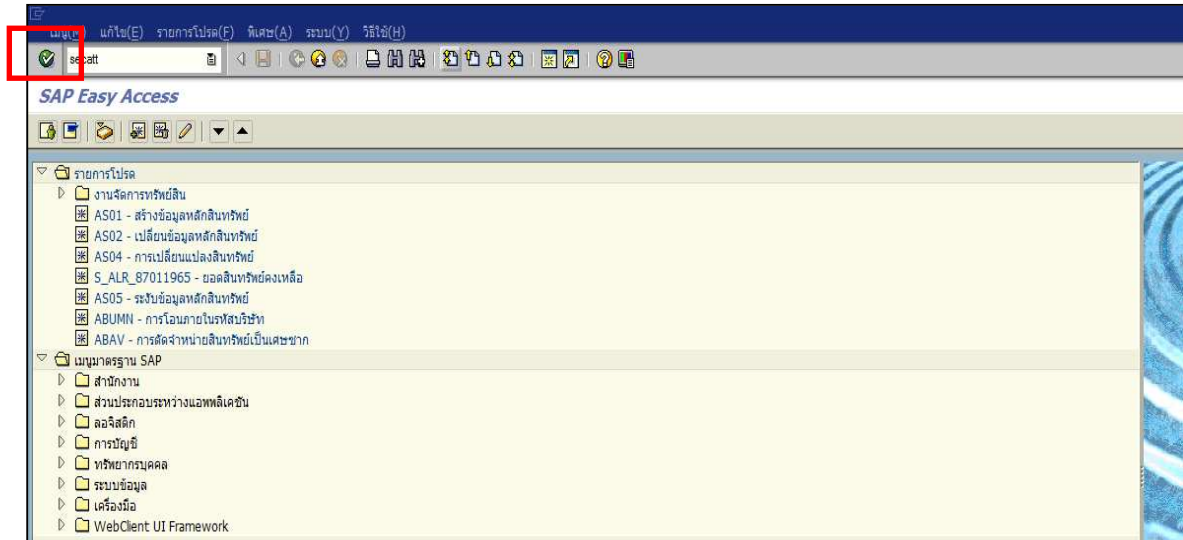 เมนู(M) แก้ไข(E) รายการโปรด(F) พิเศษ(A) ระบบ(Y) วิธีใช้(H)
secatt
SAP Easy Access
รายการโปรด
งานจัดการทรัพย์สิน
AS01 - สร้างข้อมูลหลักสินทรัพย์
AS02 - เปลี่ยนข้อมูลหลักสินทรัพย์
AS04 - การเปลี่ยนแปลงสินทรัพย์
S_ALR_87011965 - ยอดสินทรัพย์คงเหลือ
AS05 - ระงับข้อมูลหลักสินทรัพย์
ABUMN - การโอนภายในรหัสบริษัท
ABAV - การตัดจำหน่ายสินทรัพย์เป็นเศษซาก
เมนูมาตรฐาน SAP
สำนักงาน
ส่วนประกอบระหว่างแอพพลิเคชัน
ลอจิสติก
การบัญชี
ทรัพยากรบุคคล
ระบบข้อมูล
เครื่องมือ
WebClient UI Framework